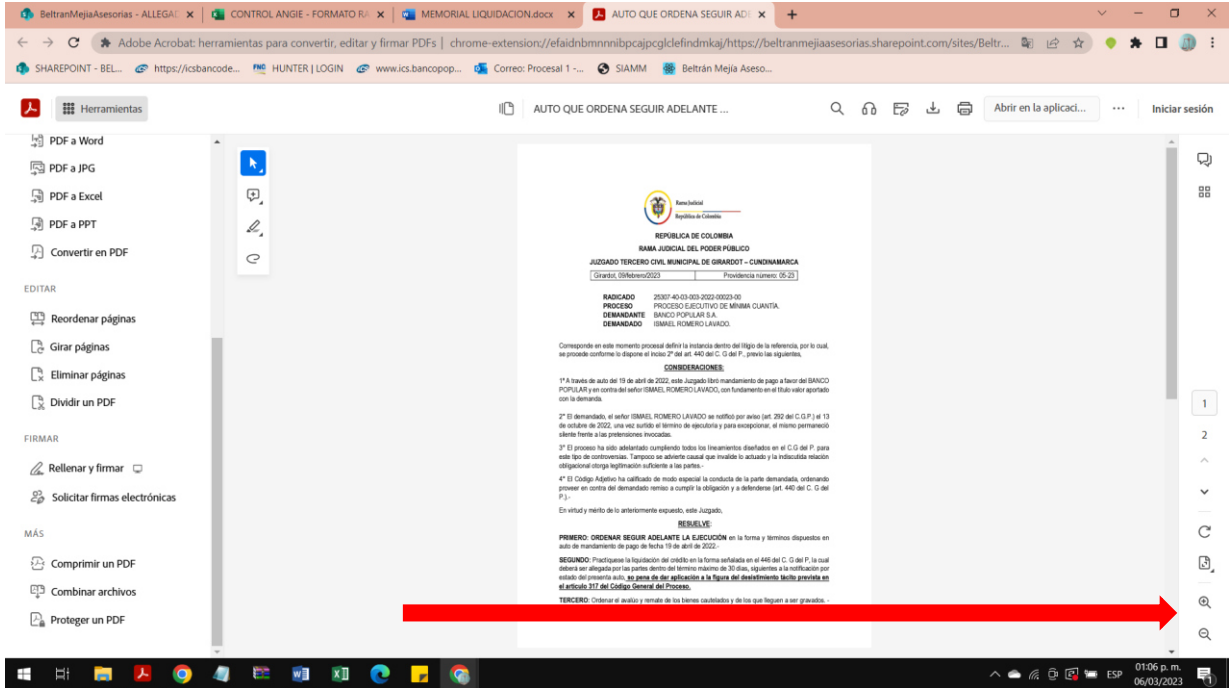 BeltranMejiaAsesorias - ALLEGAD
CONTROL ANGIE - FORMATO RA
MEMORIAL LIQUIDACION.docx
AUTO QUE ORDENA SEGUIR ADE
Adobe Acrobat: herramientas para convertir, editar y firmar PDFs | chrome-extension://efaidnbmnnnibpcajpcglclefindmkaj/https://beltranmejiaasesorias.sharepoint.com/sites/Beltr...
SHAREPOINT - BEL...
https://icsbancode...
HUNTER | LOGIN
www.ics.bancopop...
Correo: Procesal 1 -...
SIAMM
Beltrán Mejía Aseso...
Herramientas
AUTO QUE ORDENA SEGUIR ADELANTE ...
Abrir en la aplicaci...
Iniciar sesión
PDF a Word
PDF a JPG
PDF a Excel
PDF a PPT
Convertir en PDF
EDITAR
Reordenar páginas
Girar páginas
Eliminar páginas
Dividir un PDF
FIRMAR
Rellenar y firmar
Solicitar firmas electrónicas
MÁS
Comprimir un PDF
Combinar archivos
Proteger un PDF
Rama Judicial
República de Colombia
REPÚBLICA DE COLOMBIA
RAMA JUDICIAL DEL PODER PÚBLICO
JUZGADO TERCERO CIVIL MUNICIPAL DE GIRARDOT – CUNDINAMARCA
Girardot, 09/febrero/2023 Providencia número: 05-23
RADICADO 25307-40-03-003-2022-00023-00
PROCESO PROCESO EJECUTIVO DE MÍNIMA CUANTÍA.
DEMANDANTE BANCO POPULAR S.A.
DEMANDADO ISMAEL ROMERO LAVADO.
Corresponde en este momento procesal definir la instancia dentro del litigio de la referencia, por lo cual,
se procede conforme lo dispone el inciso 2º del art. 440 del C. G del P., previo las siguientes,
CONSIDERACIONES:
1º A través de auto del 19 de abril de 2022, este Juzgado libró mandamiento de pago a favor del BANCO
POPULAR y en contra del señor ISMAEL ROMERO LAVADO, con fundamento en el título valor aportado
con la demanda.
2º El demandado, el señor ISMAEL ROMERO LAVADO se notificó por aviso (art. 292 del C.G.P.) el 13
de octubre de 2022, una vez surtido el término de ejecutoria y para excepcionar, el mismo permaneció
silente frente a las pretensiones invocadas.
3º El proceso ha sido adelantado cumpliendo todos los lineamientos diseñados en el C.G del P. para
este tipo de controversias. Tampoco se advierte causal que invalide lo actuado y la indiscutida relación
obligacional otorga legitimación suficiente a las partes.-
4º El Código Adjetivo ha calificado de modo especial la conducta de la parte demandada, ordenando
proveer en contra del demandado remiso a cumplir la obligación y a defenderse (art. 440 del C. G del
P.).-
En virtud y mérito de lo anteriormente expuesto, este Juzgado,
RESUELVE:
PRIMERO: ORDENAR SEGUIR ADELANTE LA EJECUCIÓN en la forma y términos dispuestos en
auto de mandamiento de pago de fecha 19 de abril de 2022.-
SEGUNDO: Practíquese la liquidación del crédito en la forma señalada en el 446 del C. G del P, la cual
deberá ser allegada por las partes dentro del término máximo de 30 días, siguientes a la notificación por
estado del presenta auto, so pena de dar aplicación a la figura del desistimiento tácito prevista en
el artículo 317 del Código General del Proceso.
TERCERO: Ordenar el avalúo y remate de los bienes cautelados y de los que lleguen a ser gravados. -
1
2
ESP
01:06 p. m.
06/03/2023
1